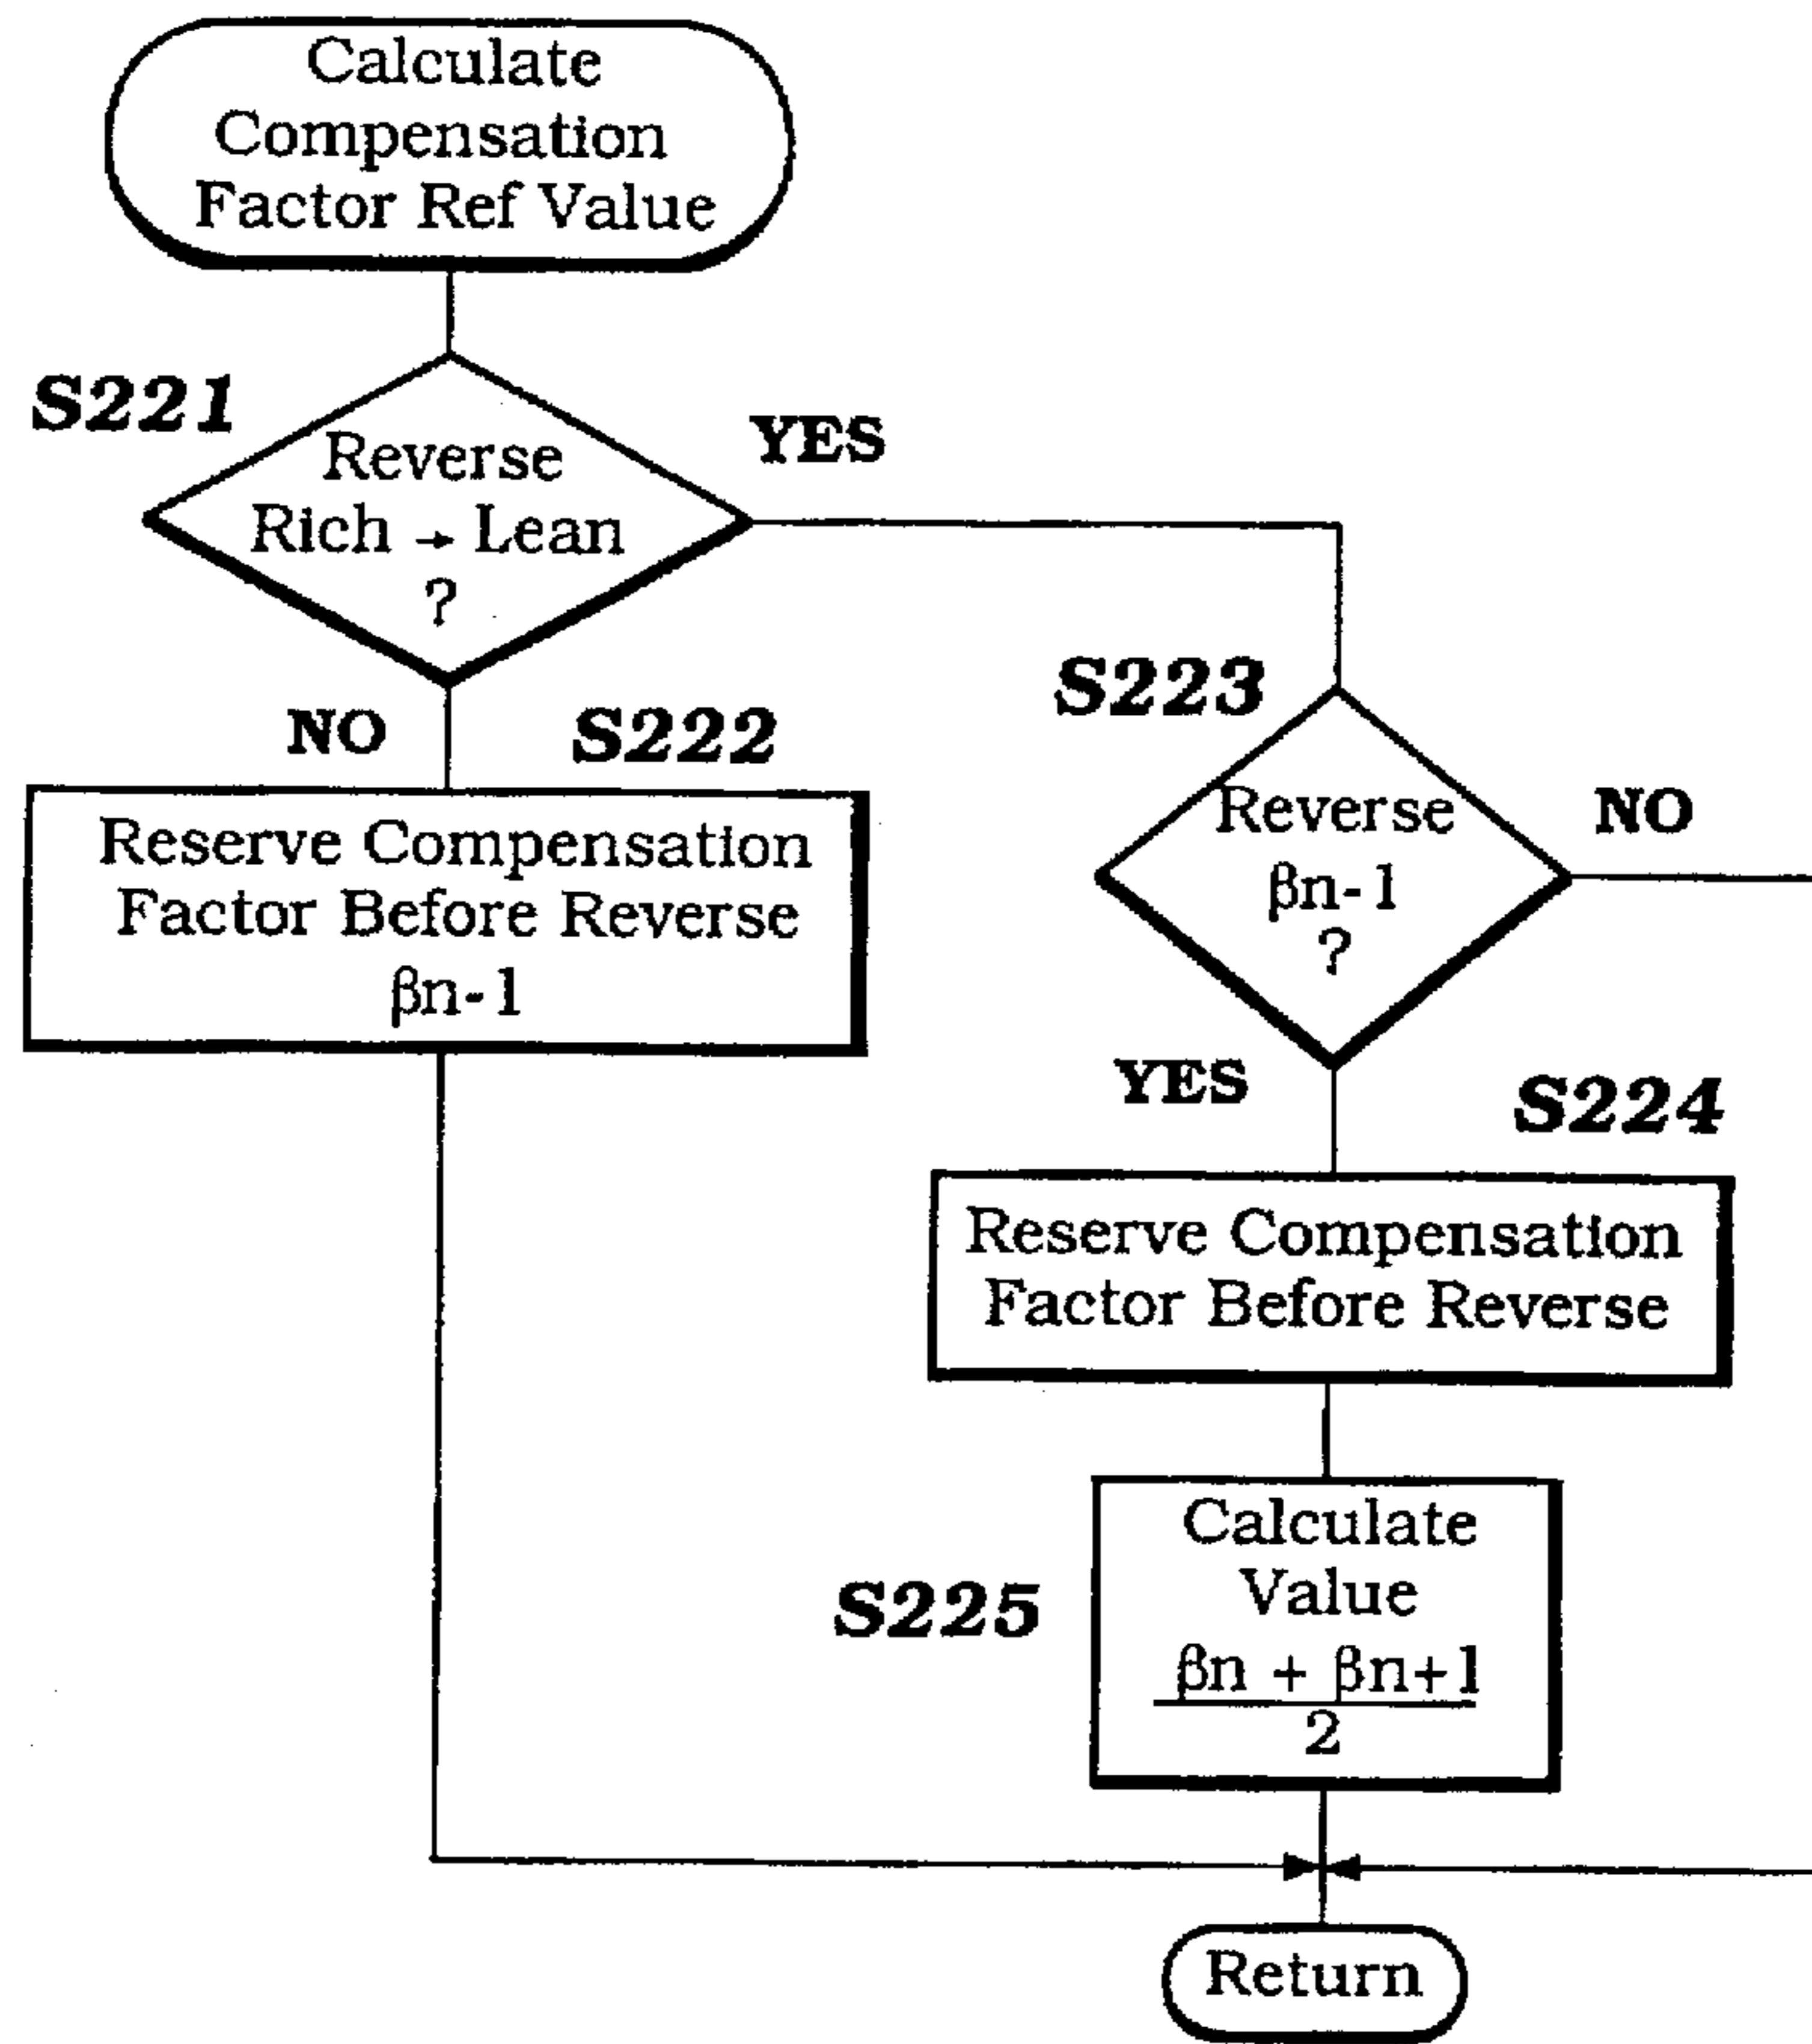 Calculate
Compensation
Factor Ref Value
S221
YES
Reverse
Rich → Lean
?
NO
S222
Reserve Compensation
Factor Before Reverse
βn-1
S223
Reverse
βn-1
?
NO
YES
S224
Reserve Compensation
Factor Before Reverse
S225
Calculate
Value
βn + βn+1
2
Return